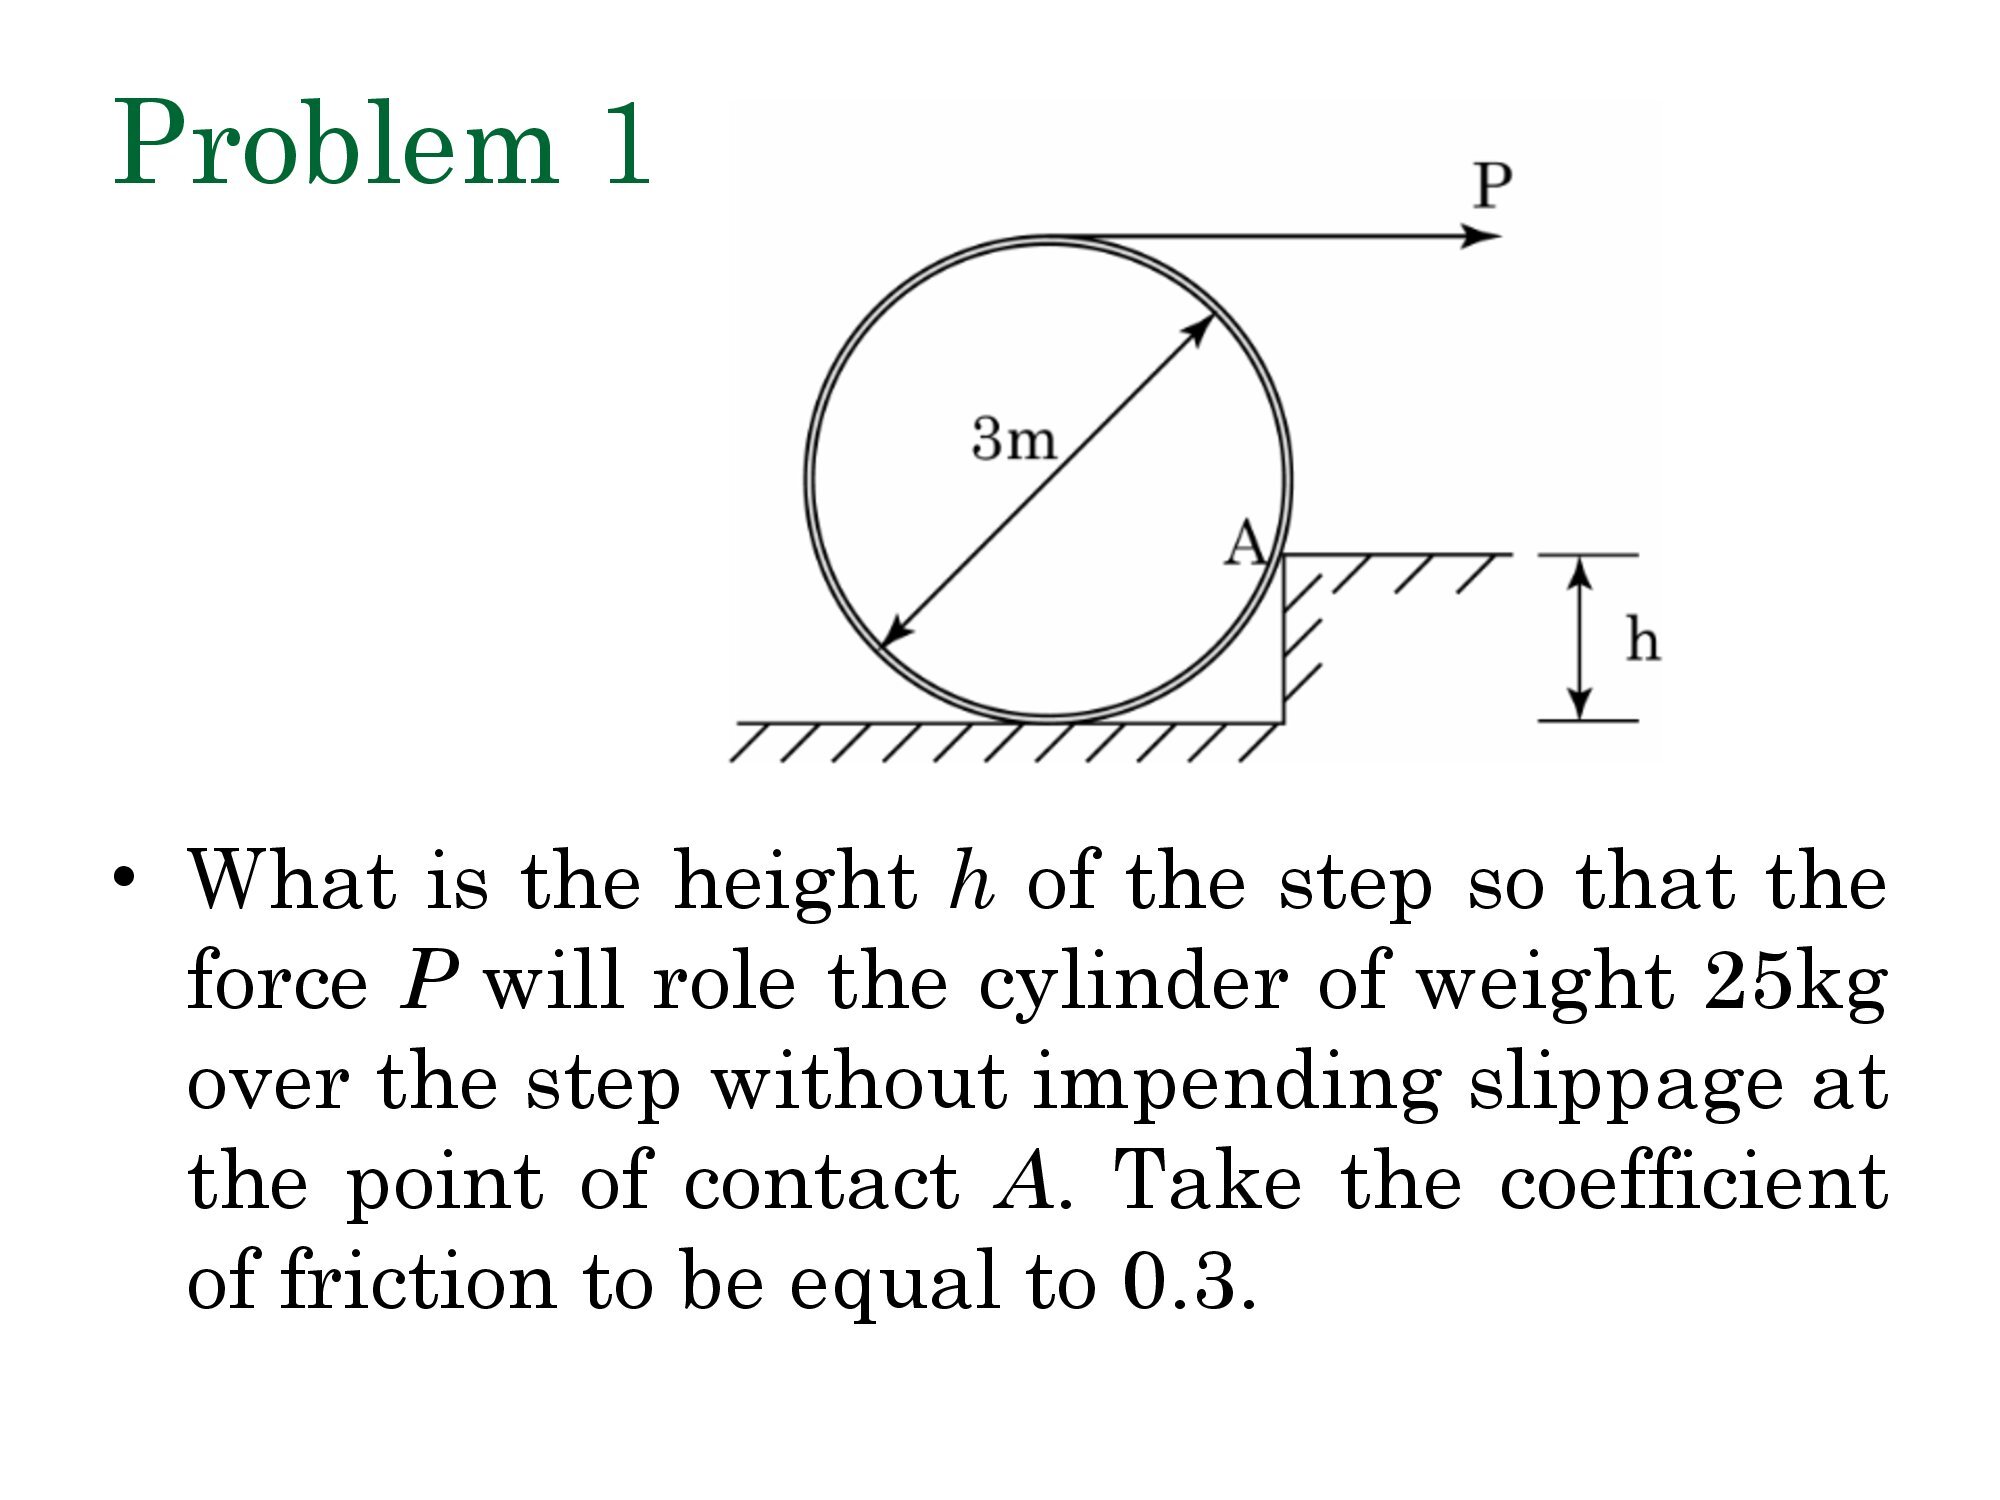 Problem 1
P
3m
A
h
• What is the height h of the step so that the
force P will role the cylinder of weight 25kg
over the step without impending slippage at
the point of contact A. Take the coefficient
of friction to be equal to 0.3.